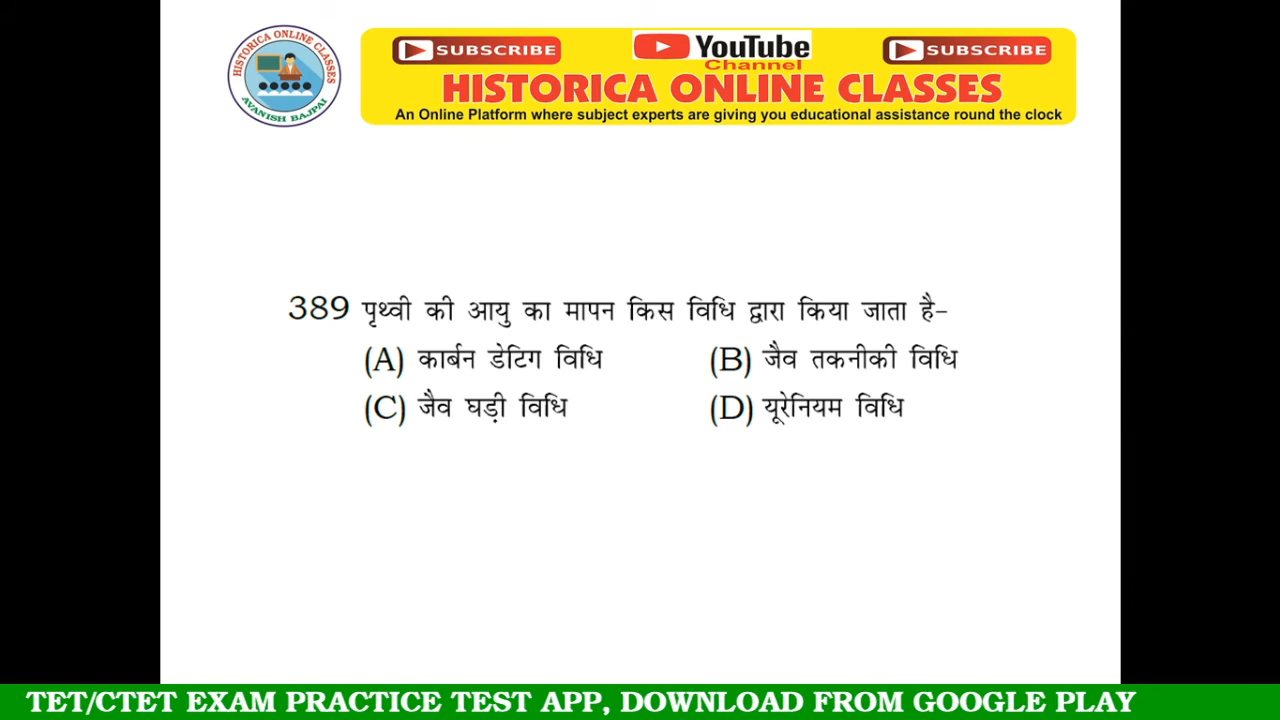 HISTORICA ONLINE CLASSES
AVANISH BAJPAI
SUBSCRIBE
YouTube
Channel
SUBSCRIBE
HISTORICA ONLINE CLASSES
An Online Platform where subject experts are giving you educational assistance round the clock
389 पृथ्वी की आयु का मापन किस विधि द्वारा किया जाता है-
(A) कार्बन डेटिग विधि (B) जैव तकनीकी विधि
(C) जैव घड़ी विधि (D) यूरेनियम विधि
TET/CTET EXAM PRACTICE TEST APP, DOWNLOAD FROM GOOGLE PLAY